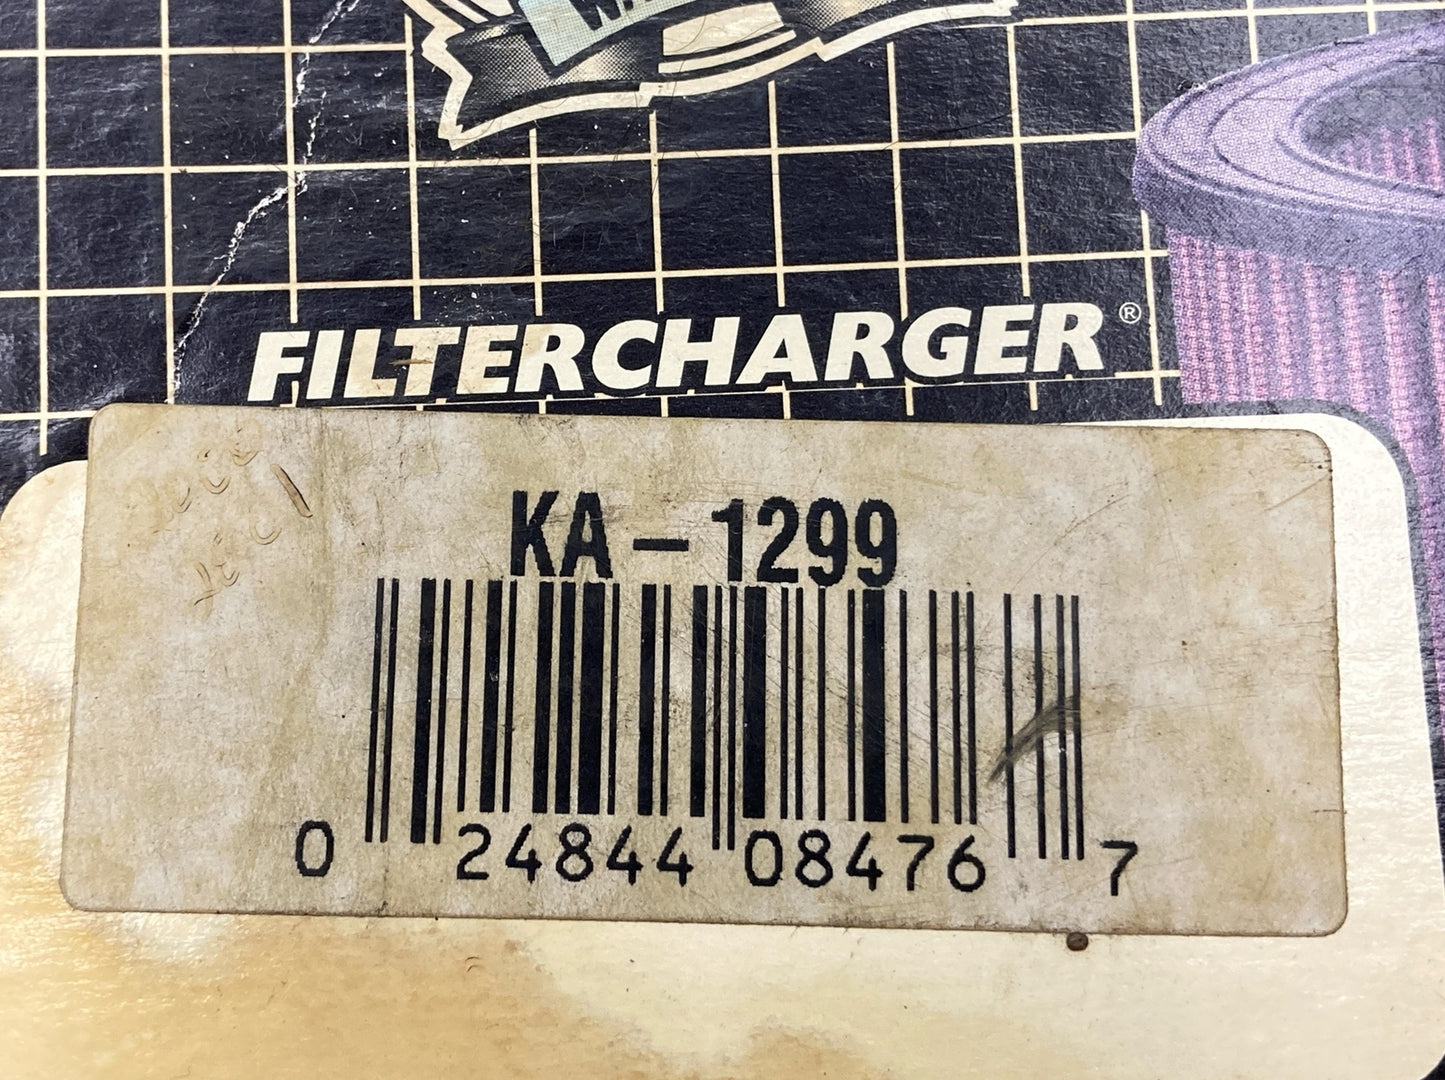 FILTERCHARGER®
KA-1299
0 24844 08476 7